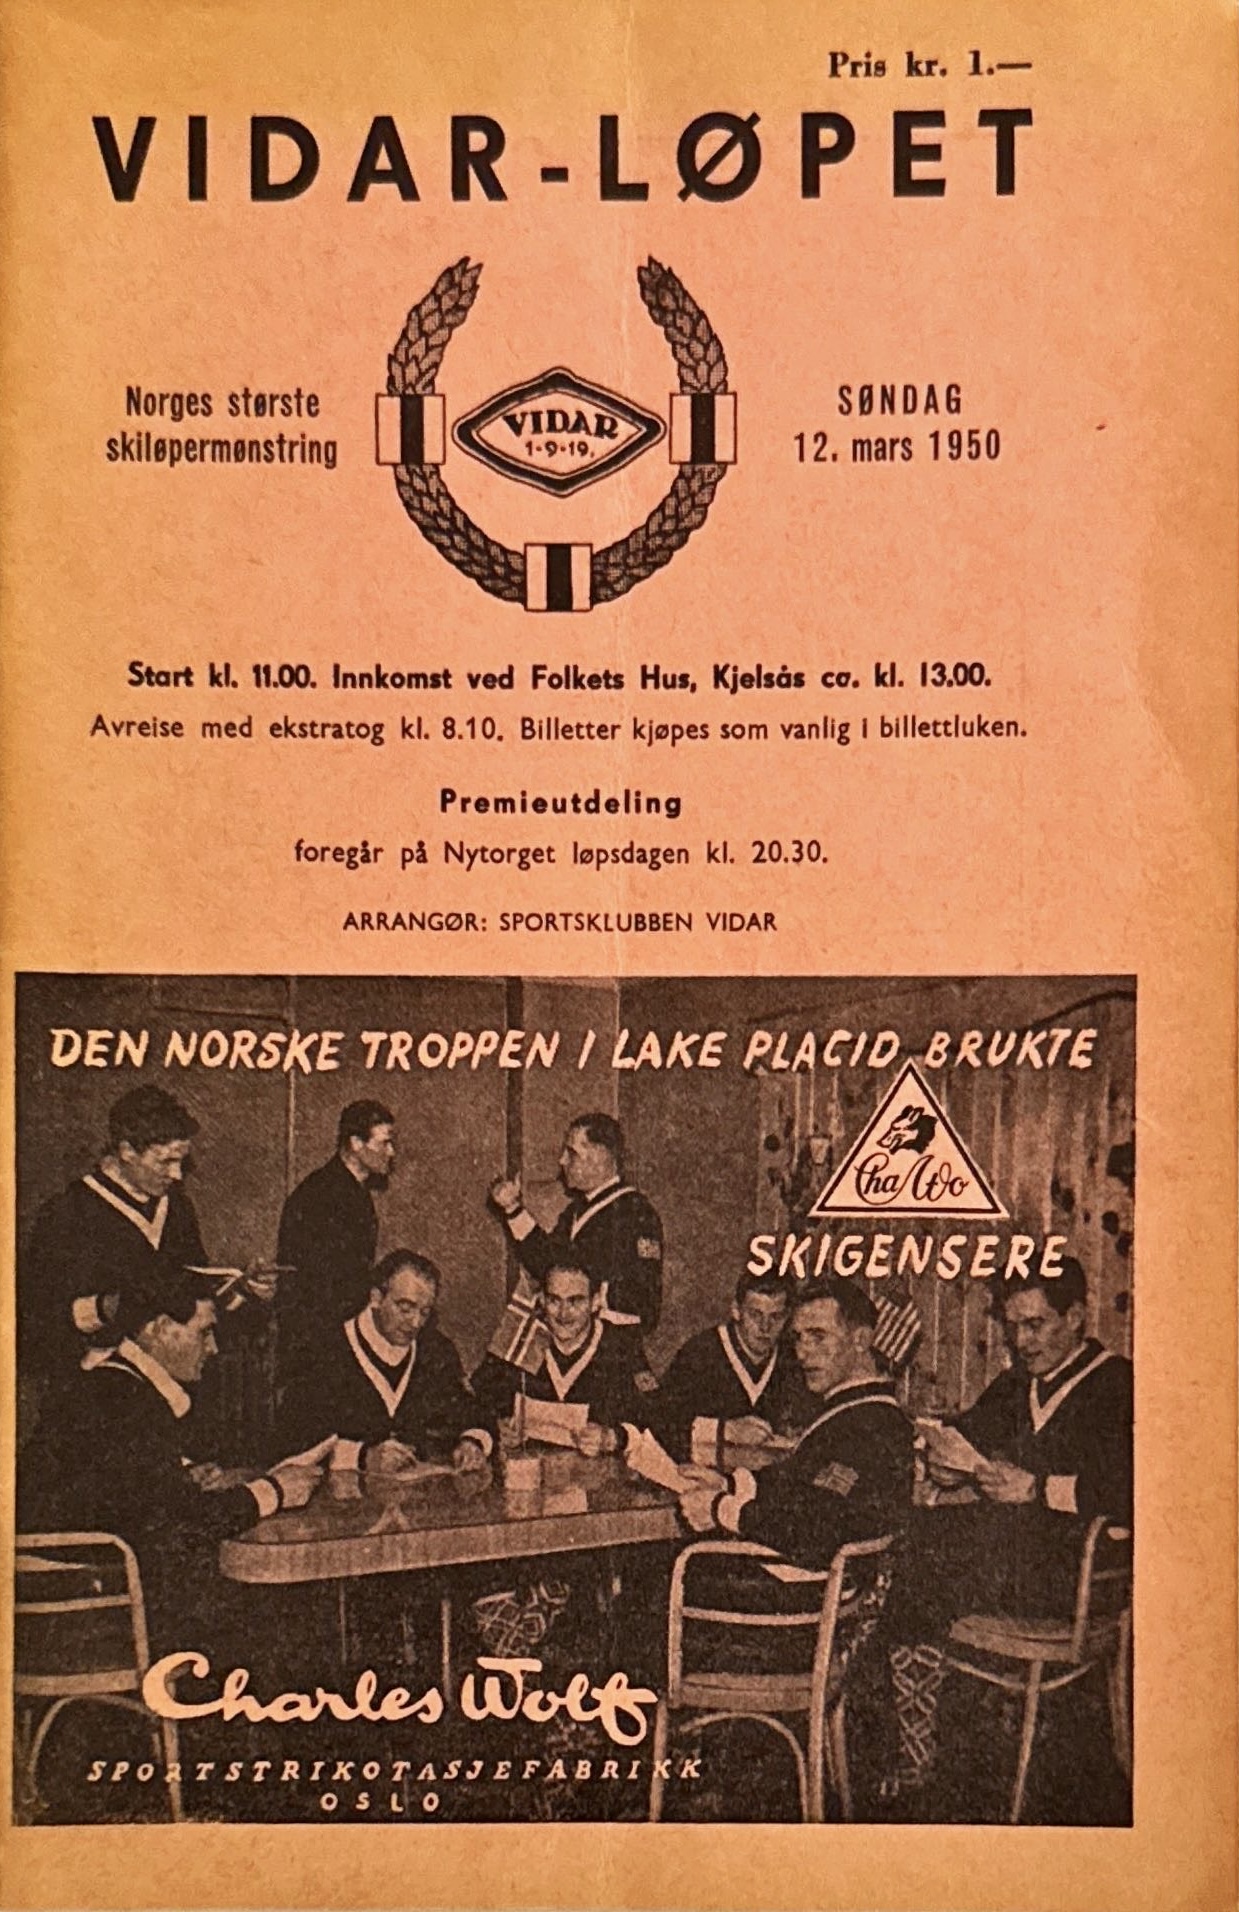 Pris kr. 1.—
VIDAR-LØPET
Norges største
skiløpermønstring
VIDAR
1-9-19.
SØNDAG
12. mars 1950
Start kl. 11.00. Innkomst ved Folkets Hus, Kjelsås ca. kl. 13.00.
Avreise med ekstratog kl. 8.10. Billetter kjøpes som vanlig i billettluken.
Premieutdeling
foregår på Nytorget løpsdagen kl. 20.30.
ARRANGØR: SPORTSKLUBBEN VIDAR
DEN NORSKE TROPPEN I LAKE PLACID BRUKTE
Cha Wo
SKIGENSERE
Charles Wolff
SPORTSTRIKOTASJEFABRIKK
OSLO